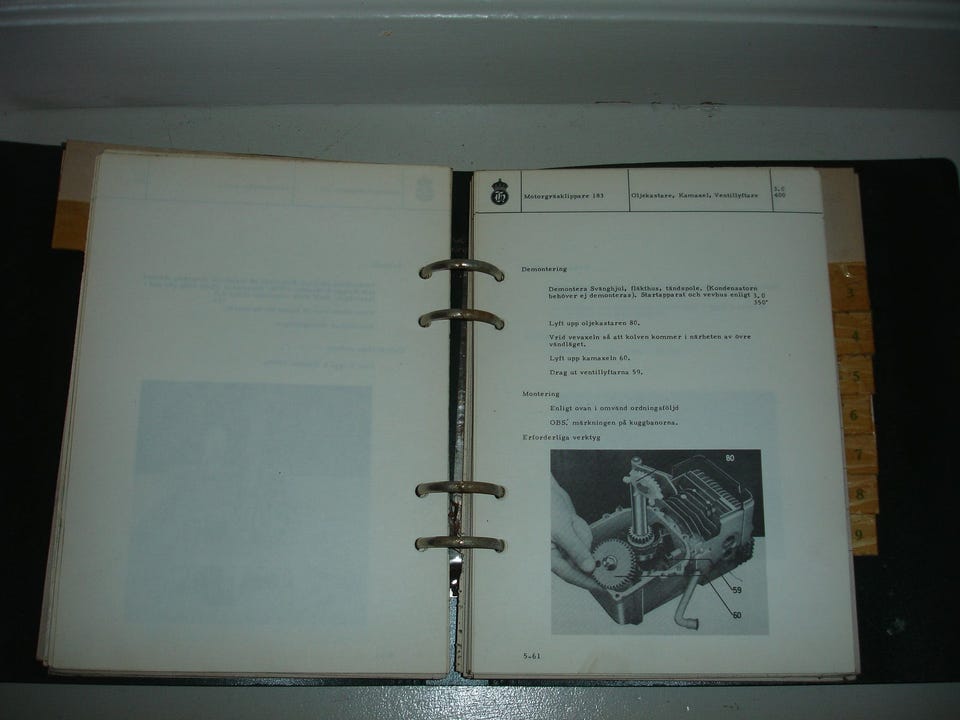 Motorgräsklippare 183
Oljekastare, Kamaxel, Ventillyftare
3.0
400
Demontering
Demontera Svänghjul, fläkthus, tändspole. (Kondensatorn
behöver ej demonteras). Startapparat och vevhus enligt 3.0
350"
Lyft upp oljekastaren 80.
Vrid vevaxeln så att kolven kommer i närheten av övre
vändläget.
Lyft upp kamaxeln 60.
Drag ut ventillyftarna 59.
Montering
Enligt ovan i omvänd ordningsföljd
OBS! märkningen på kuggbanorna.
Erforderliga verktyg
80
59
60
5-61
3
4
5
6
7
8
9